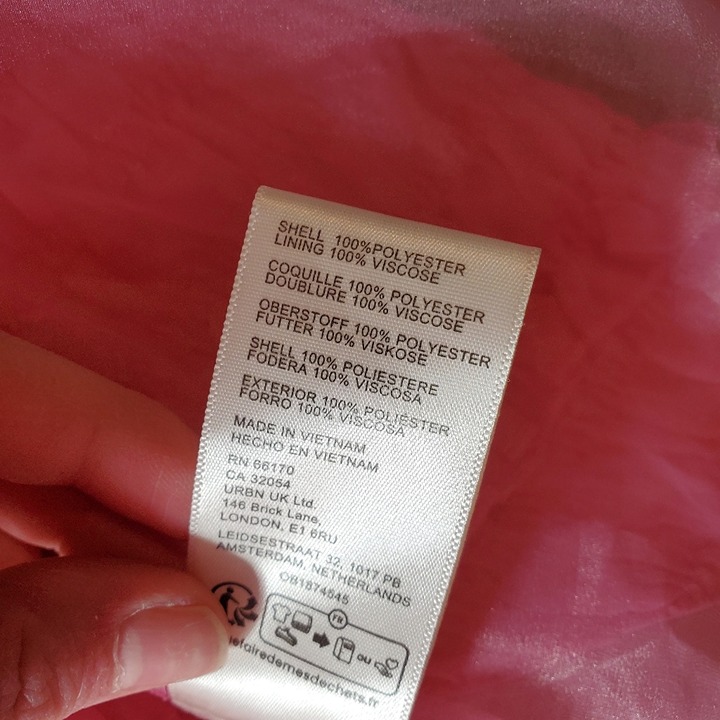 SHELL 100%POLYESTER
LINING 100% VISCOSE
COQUILLE 100% POLYESTER
DOUBLURE 100% VISCOSE
OBERSTOFF 100% POLYESTER
FUTTER 100% VISKOSE
SHELL 100% POLIESTERE
FODERA 100% VISCOSA
EXTERIOR 100% POLIÉSTER
FORRO 100% VISCOSA
MADE IN VIETNAM
HECHO EN VIETNAM
RN 66170
CA 32054
URBN UK Ltd.
146 Brick Lane,
LONDON, E1 6RU
LEIDSESTRAAT 32, 1017 PB
AMSTERDAM, NETHERLANDS
OB1874545
FR
ou
efairedemesdechets.fr